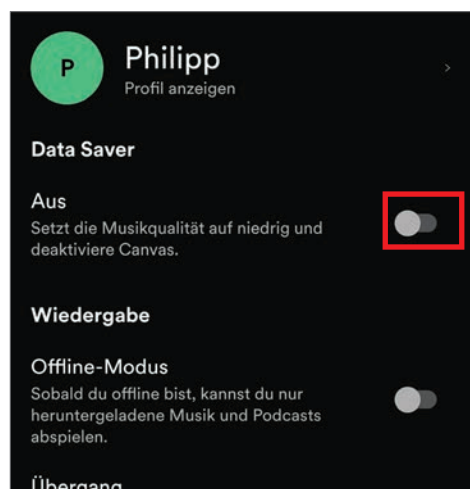 P
Philipp
Profil anzeigen
Data Saver
Aus
Setzt die Musikqualität auf niedrig und
deaktiviere Canvas.
Wiedergabe
Offline-Modus
Sobald du offline bist, kannst du nur
heruntergeladene Musik und Podcasts
abspielen.
Übergang